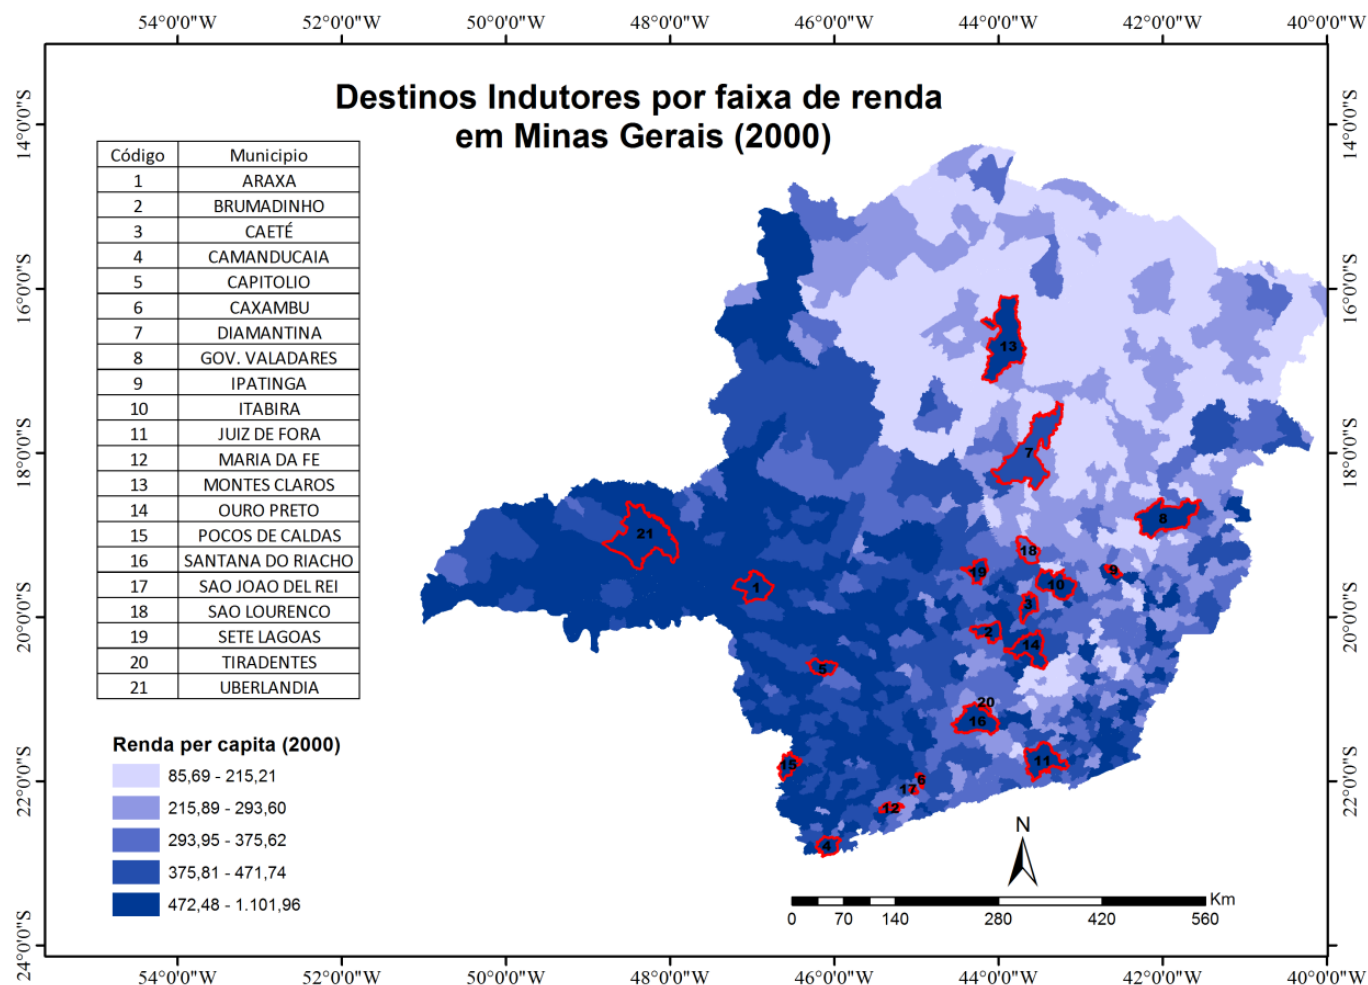 54°0'0"W 52°0'0"W 50°0'0"W 48°0'0"W 46°0'0"W 44°0'0"W 42°0'0"W 40°0'0"W
Destinos Indutores por faixa de renda
em Minas Gerais (2000)
14°0'0"S 14°0'0"S
Código Municipio
1 ARAXA
2 BRUMADINHO
3 CAETÉ
4 CAMANDUCAIA
5 CAPITOLIO
6 CAXAMBU
7 DIAMANTINA
8 GOV. VALADARES
9 IPATINGA
10 ITABIRA
11 JUIZ DE FORA
12 MARIA DA FE
13 MONTES CLAROS
14 OURO PRETO
15 POCOS DE CALDAS
16 SANTANA DO RIACHO
17 SAO JOAO DEL REI
18 SAO LOURENCO
19 SETE LAGOAS
20 TIRADENTES
21 UBERLANDIA
16°0'0"S 16°0'0"S
13
18°0'0"S 18°0'0"S
7
8
21
18
19
9
10
1
3
20°0'0"S 20°0'0"S
2
14
5
20
16
11
15
6
17
12
4
22°0'0"S 22°0'0"S
Renda per capita (2000)
85,69 - 215,21
215,89 - 293,60
293,95 - 375,62
375,81 - 471,74
472,48 - 1.101,96
N
Km
0 70 140 280 420 560
24°0'0"S 24°0'0"S
54°0'0"W 52°0'0"W 50°0'0"W 48°0'0"W 46°0'0"W 44°0'0"W 42°0'0"W 40°0'0"W